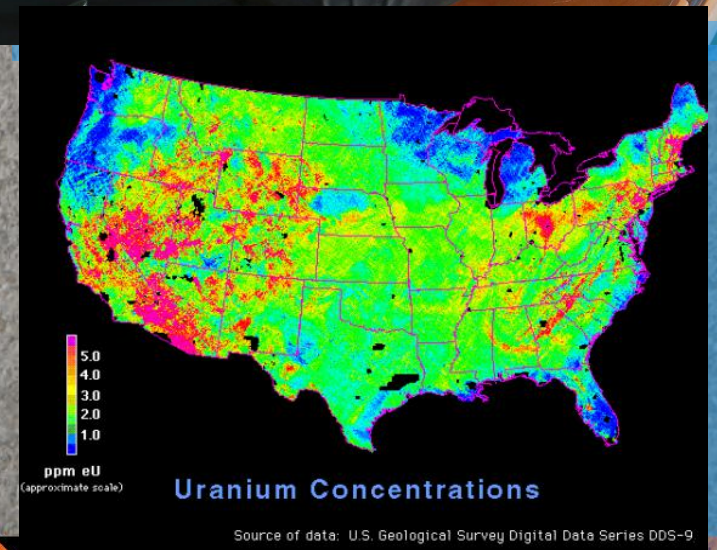 5.0
4.0
3.0
2.0
1.0
ppm eU
(approximate scale)
Uranium Concentrations
Source of data: U.S. Geological Survey Digital Data Series DDS-9